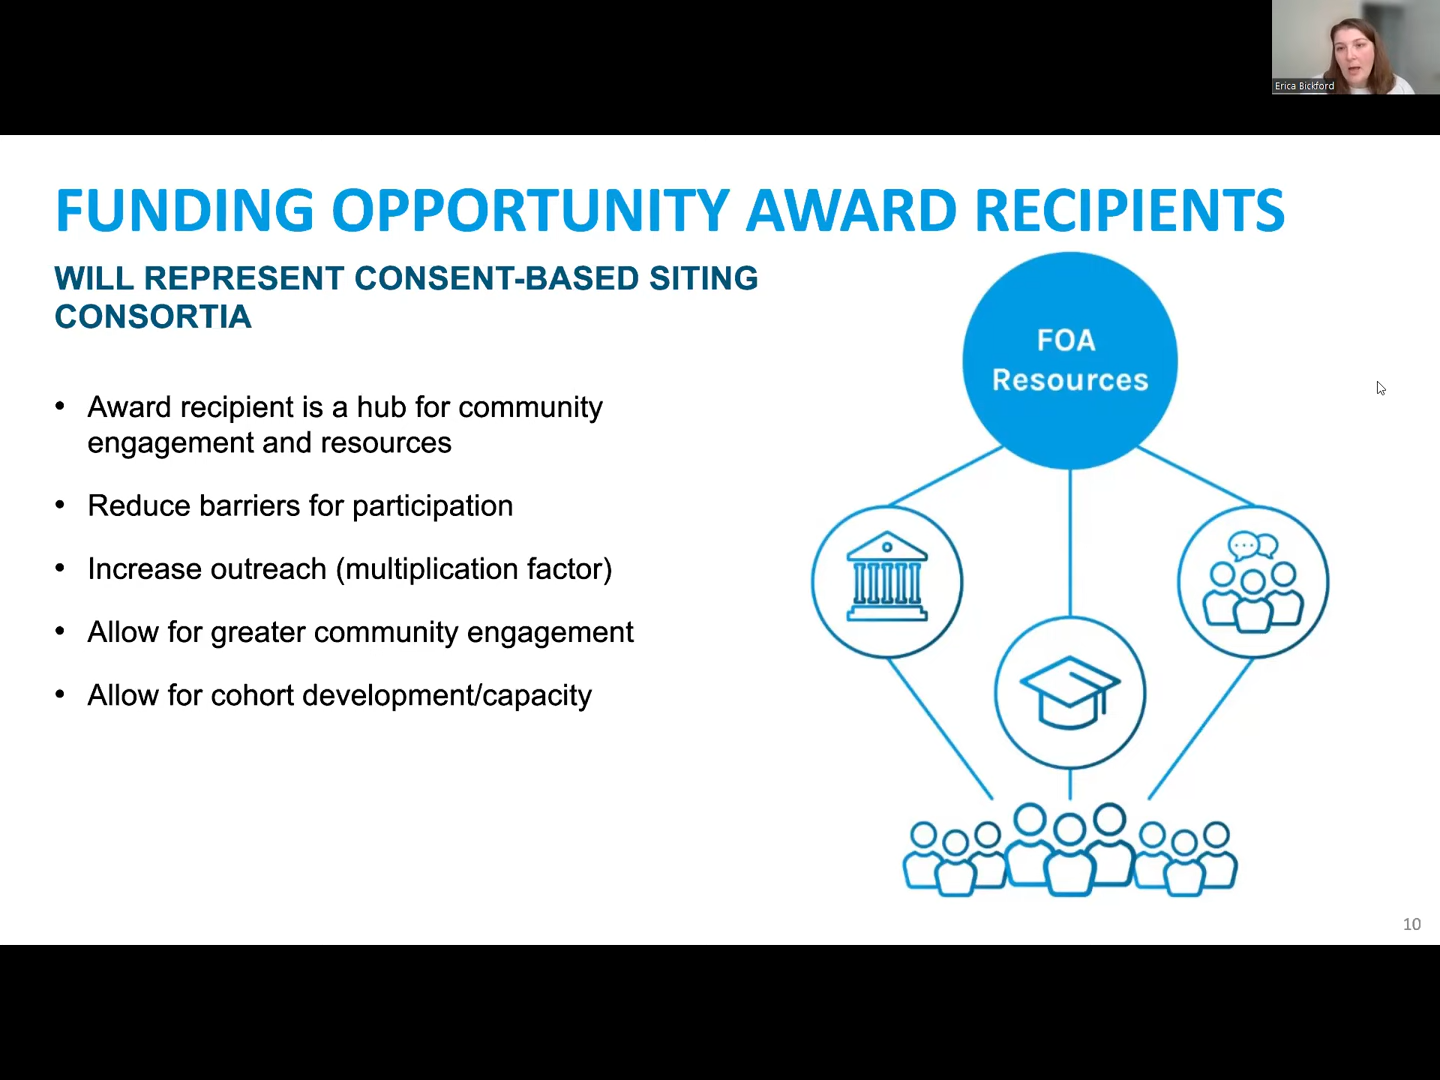 Erica Bickford
FUNDING OPPORTUNITY AWARD RECIPIENTS
WILL REPRESENT CONSENT-BASED SITING
CONSORTIA
• Award recipient is a hub for community
engagement and resources
• Reduce barriers for participation
• Increase outreach (multiplication factor)
• Allow for greater community engagement
• Allow for cohort development/capacity
FOA
Resources
10